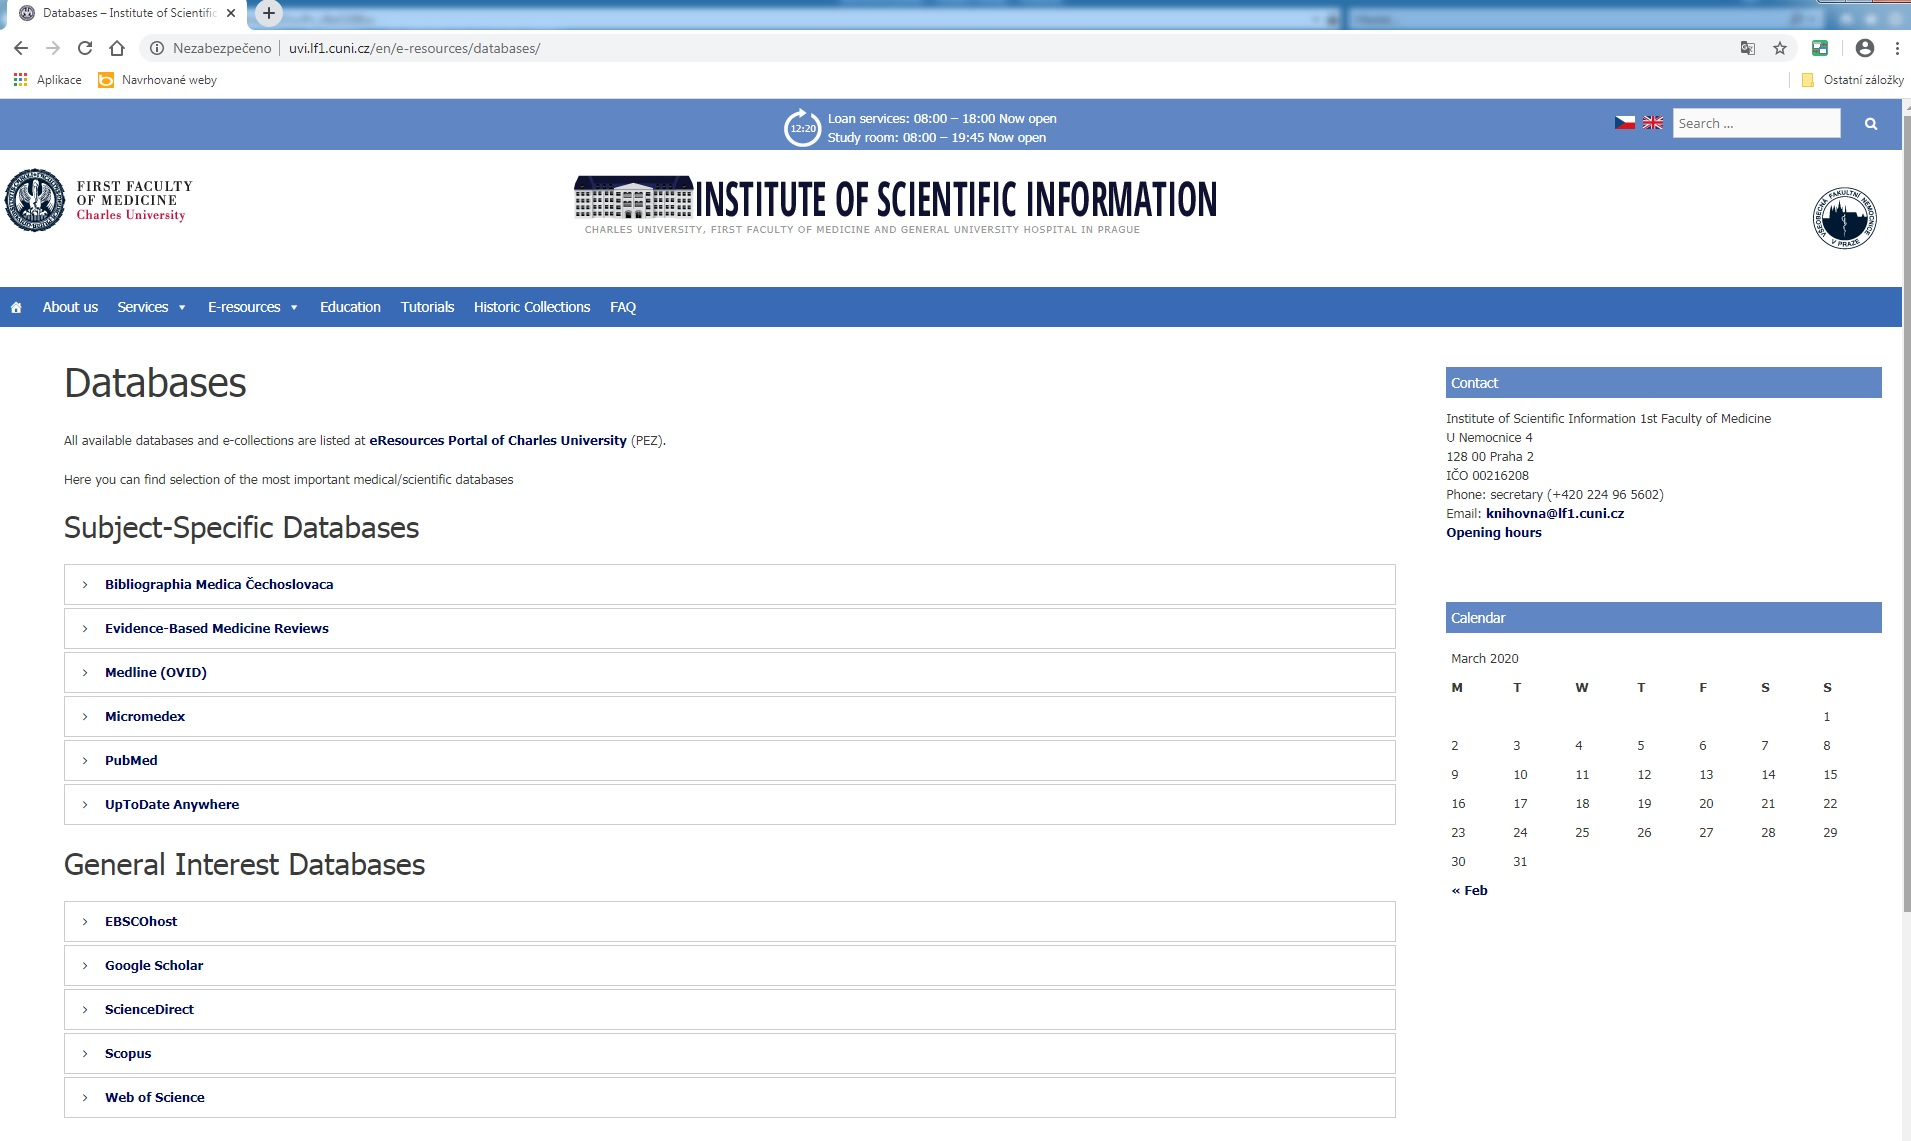 Databases – Institute of Scientific
Nezabezpečeno | uvi.lf1.cuni.cz/en/e-resources/databases/
Aplikace
Navrhované weby
Ostatní záložky
12:20
Loan services: 08:00 – 18:00 Now open
Study room: 08:00 – 19:45 Now open
Search ...
FIRST FACULTY
OF MEDICINE
Charles University
INSTITUTE OF SCIENTIFIC INFORMATION
CHARLES UNIVERSITY, FIRST FACULTY OF MEDICINE AND GENERAL UNIVERSITY HOSPITAL IN PRAGUE
VŠEOBECNÁ FAKULTNÍ NEMOCNICE
V PRAZE
About us
Services
E-resources
Education
Tutorials
Historic Collections
FAQ
Databases
All available databases and e-collections are listed at eResources Portal of Charles University (PEZ).
Here you can find selection of the most important medical/scientific databases
Subject-Specific Databases
Bibliographia Medica Čechoslovaca
Evidence-Based Medicine Reviews
Medline (OVID)
Micromedex
PubMed
UpToDate Anywhere
General Interest Databases
EBSCOhost
Google Scholar
ScienceDirect
Scopus
Web of Science
Contact
Institute of Scientific Information 1st Faculty of Medicine
U Nemocnice 4
128 00 Praha 2
IČO 00216208
Phone: secretary (+420 224 96 5602)
Email: knihovna@lf1.cuni.cz
Opening hours
Calendar
March 2020
M T W T F S S
1
2 3 4 5 6 7 8
9 10 11 12 13 14 15
16 17 18 19 20 21 22
23 24 25 26 27 28 29
30 31
« Feb